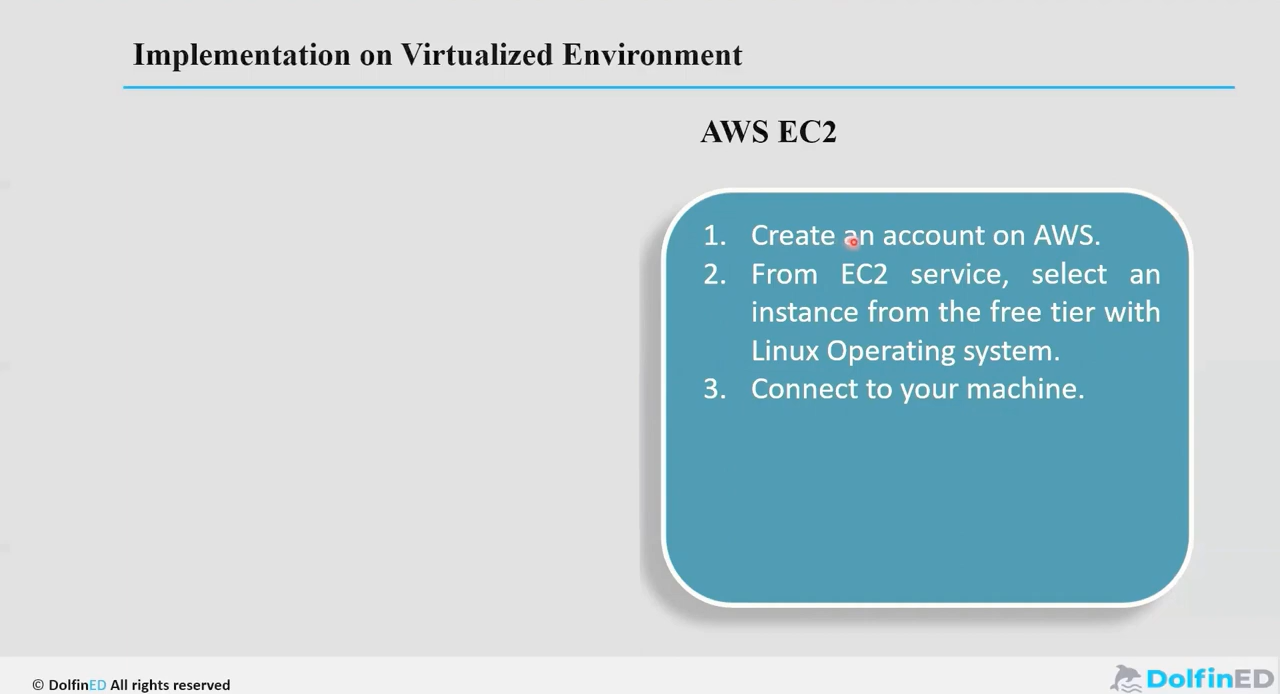 Implementation on Virtualized Environment
AWS EC2
1. Create an account on AWS.
2. From EC2 service, select an
instance from the free tier with
Linux Operating system.
3. Connect to your machine.
© DolfinED All rights reserved
DolfinED